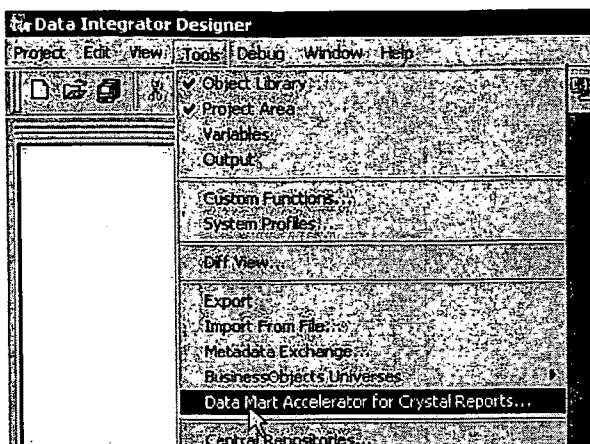 Data Integrator Designer
Project Edit View Tools Debug Window Help
Object Library
Project Area
Variables
Output
Custom Functions...
System Profiles...
Diff View...
Export
Import From File...
Metadata Exchange...
BusinessObjects Universes
Data Mart Accelerator for Crystal Reports...
Central Repositories...